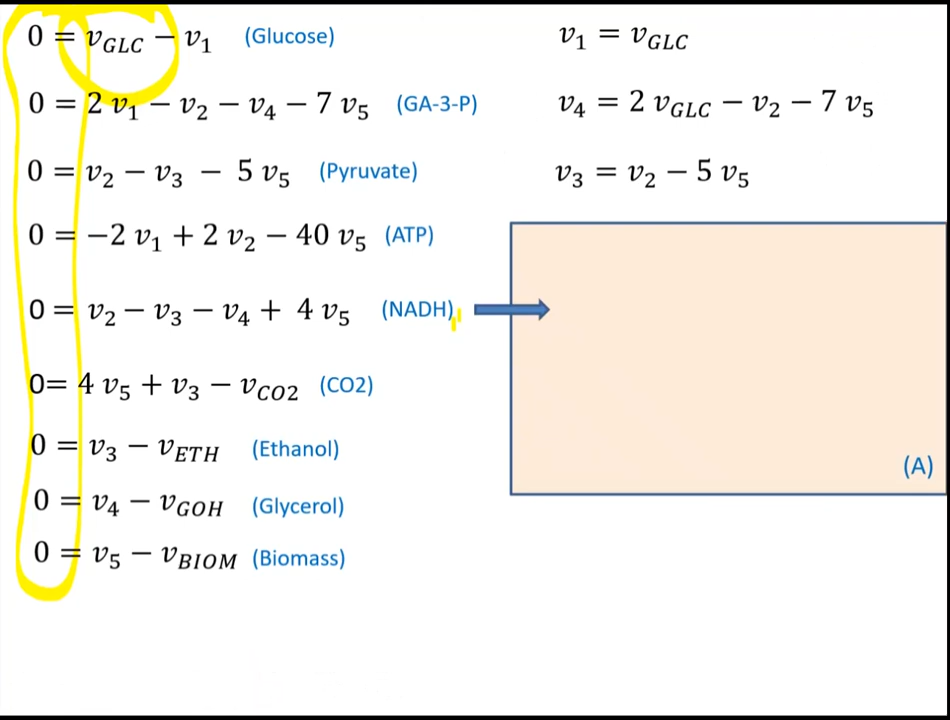 0 = v_GLC − v_1 (Glucose)
0 = 2 v_1 − v_2 − v_4 − 7 v_5 (GA-3-P)
0 = v_2 − v_3 − 5 v_5 (Pyruvate)
0 = −2 v_1 + 2 v_2 − 40 v_5 (ATP)
0 = v_2 − v_3 − v_4 + 4 v_5 (NADH)
0= 4 v_5 + v_3 − v_CO2 (CO2)
0 = v_3 − v_ETH (Ethanol)
0 = v_4 − v_GOH (Glycerol)
0 = v_5 − v_BIOM (Biomass)
v_1 = v_GLC
v_4 = 2 v_GLC − v_2 − 7 v_5
v_3 = v_2 − 5 v_5
(A)